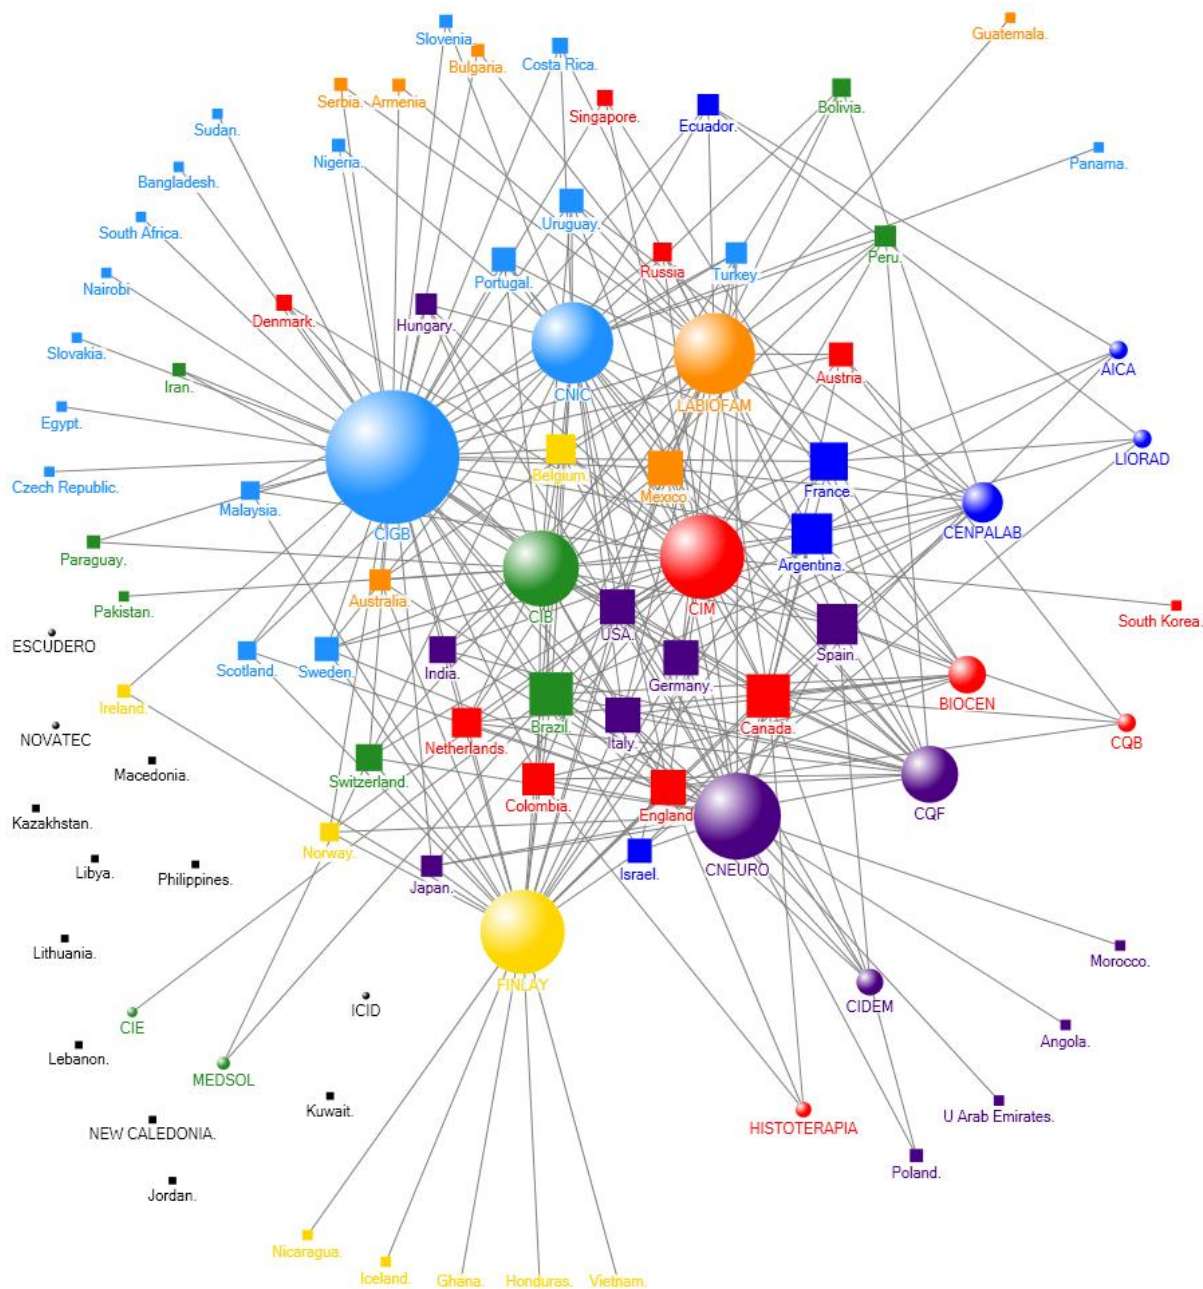 Slovenia.
Guatemala.
Bulgaria.
Costa Rica.
Serbia.
Armenia
Singapore.
Ecuador.
Bolivia.
Sudan.
Nigeria.
Panama.
Bangladesh.
South Africa.
Uruguay.
Peru.
Portugal.
Russia
Turkey.
Nairobi
Denmark.
Hungary.
Slovakia.
Iran.
CNIC
LABIOFAM
Austria.
AICA
Egypt.
LIORAD
Belgium.
Mexico
France.
Czech Republic.
Malaysia.
CIGB
CENPALAB
Paraguay.
Argentina.
Australia.
CIB
CIM
Pakistan.
South Korea.
ESCUDERO
USA.
Scotland.
Sweden.
India.
Germany.
Spain.
Ireland.
BIOCEN
NOVATEC
Brazil.
Italy.
Canada.
CQB
Netherlands.
Macedonia.
Switzerland.
Colombia.
England
CQF
Kazakhstan.
Norway.
CNEURO
Libya.
Philippines.
Japan.
Israel.
Lithuania.
Morocco.
FINLAY
ICID
CIDEM
CIE
Angola.
Lebanon.
MEDSOL
Kuwait.
U Arab Emirates.
NEW CALEDONIA.
HISTOTERAPIA
Poland.
Jordan.
Nicaragua.
Iceland.
Ghana.
Honduras.
Vietnam.